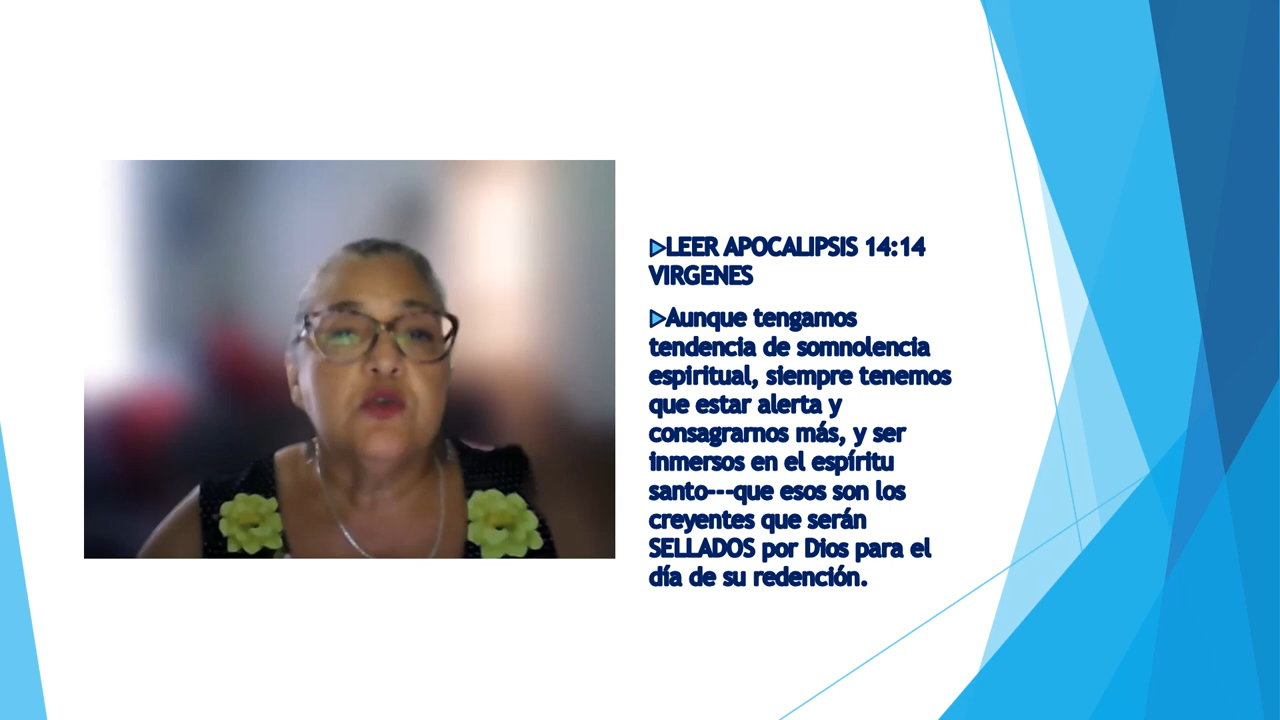 LEER APOCALIPSIS 14:14
VIRGENES
Aunque tengamos
tendencia de somnolencia
espiritual, siempre tenemos
que estar alerta y
consagrarnos más, y ser
inmersos en el espíritu
santo---que esos son los
creyentes que serán
SELLADOS por Dios para el
día de su redención.